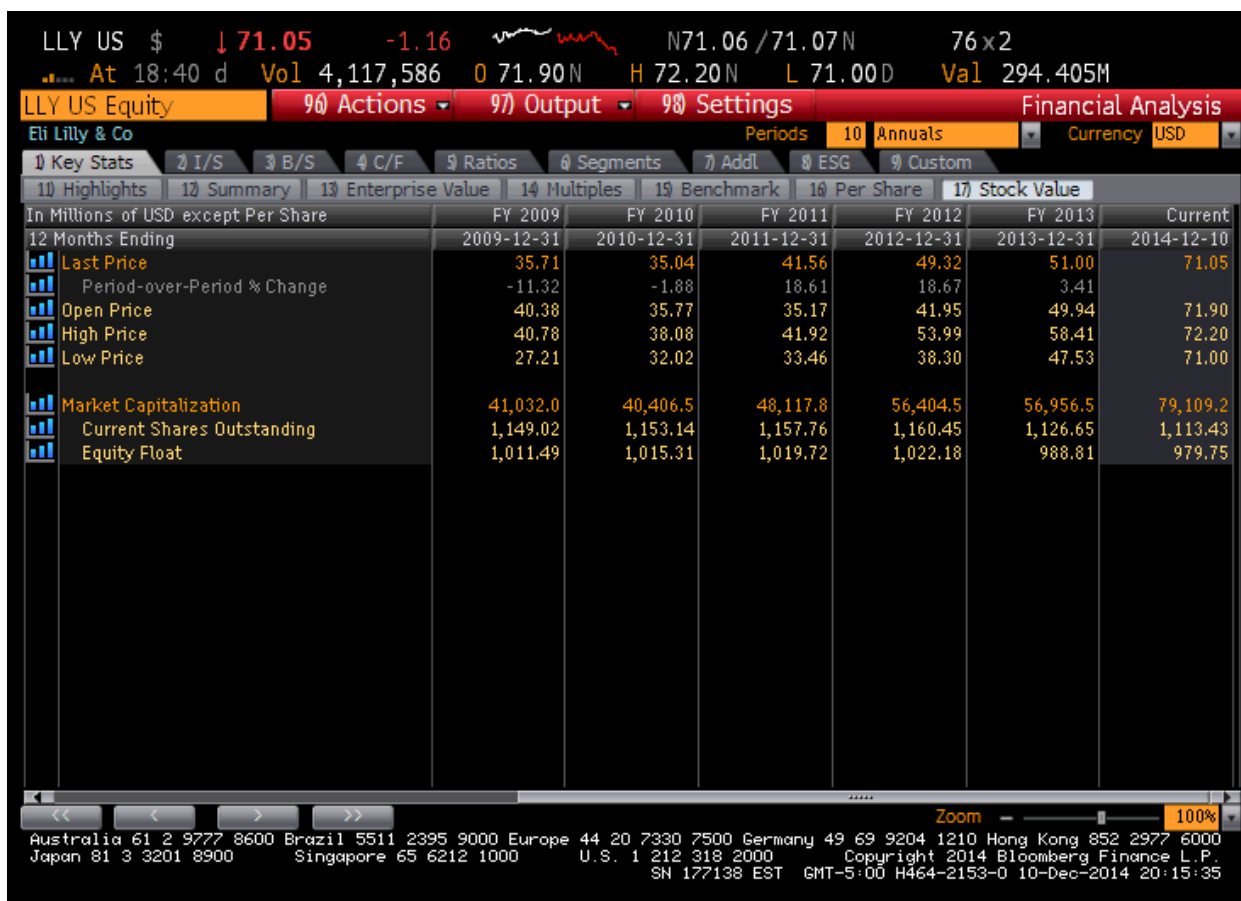 LLY US $ ↓ 71.05 -1.16 N71.06 / 71.07N 76 x 2
At 18:40 d Vol 4,117,586 O 71.90N H 72.20N L 71.00D Val 294.405M
LLY US Equity 96) Actions 97) Output 98) Settings Financial Analysis
Eli Lilly & Co Periods 10 Annuals Currency USD
1) Key Stats 2) I/S 3) B/S 4) C/F 5) Ratios 6) Segments 7) Addl 8) ESG 9) Custom
11) Highlights 12) Summary 13) Enterprise Value 14) Multiples 15) Benchmark 16) Per Share 17) Stock Value
In Millions of USD except Per Share FY 2009 FY 2010 FY 2011 FY 2012 FY 2013 Current
12 Months Ending 2009-12-31 2010-12-31 2011-12-31 2012-12-31 2013-12-31 2014-12-10
Last Price 35.71 35.04 41.56 49.32 51.00 71.05
Period-over-Period % Change -11.32 -1.88 18.61 18.67 3.41
Open Price 40.38 35.77 35.17 41.95 49.94 71.90
High Price 40.78 38.08 41.92 53.99 58.41 72.20
Low Price 27.21 32.02 33.46 38.30 47.53 71.00
Market Capitalization 41,032.0 40,406.5 48,117.8 56,404.5 56,956.5 79,109.2
Current Shares Outstanding 1,149.02 1,153.14 1,157.76 1,160.45 1,126.65 1,113.43
Equity Float 1,011.49 1,015.31 1,019.72 1,022.18 988.81 979.75
<< < > >> Zoom - 100%
Australia 61 2 9777 8600 Brazil 5511 2395 9000 Europe 44 20 7330 7500 Germany 49 69 9204 1210 Hong Kong 852 2977 6000
Japan 81 3 3201 8900 Singapore 65 6212 1000 U.S. 1 212 318 2000 Copyright 2014 Bloomberg Finance L.P.
SN 177138 EST GMT-5:00 H464-2153-0 10-Dec-2014 20:15:35